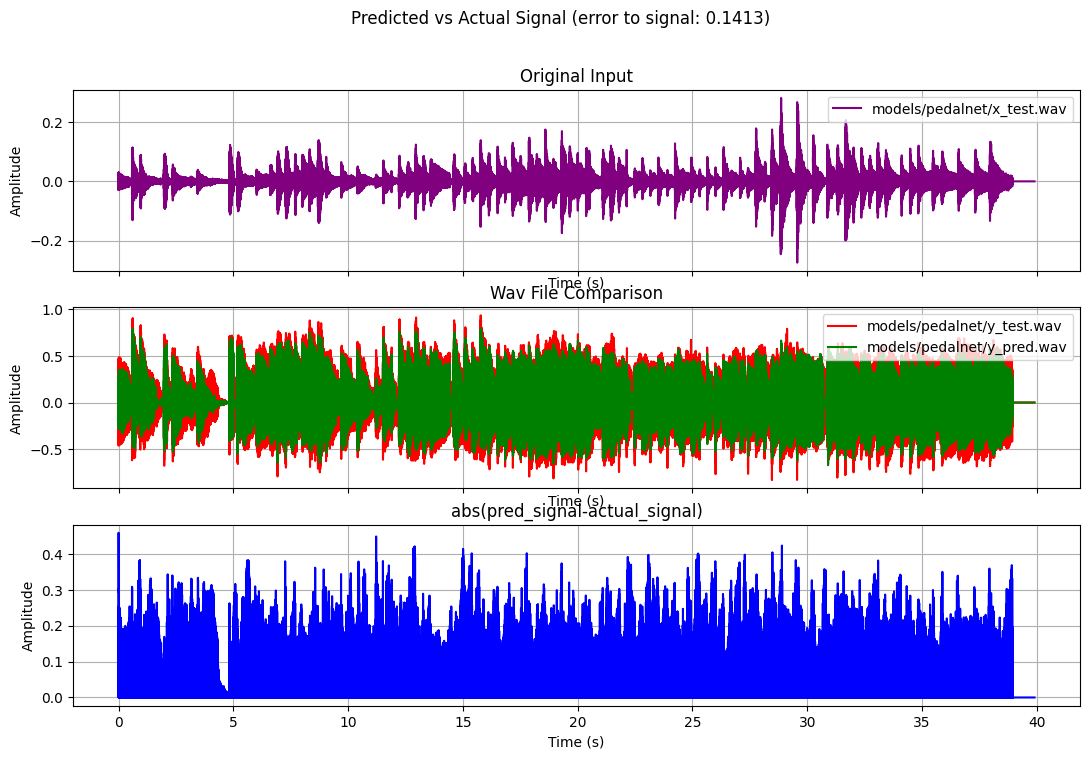 Predicted vs Actual Signal (error to signal: 0.1413)
Original Input
models/pedalnet/x_test.wav
Amplitude
0.2
0.0
−0.2
Time (s)
Wav File Comparison
models/pedalnet/y_test.wav
models/pedalnet/y_pred.wav
Amplitude
1.0
0.5
0.0
−0.5
Time (s)
abs(pred_signal-actual_signal)
Amplitude
0.4
0.3
0.2
0.1
0.0
0 5 10 15 20 25 30 35 40
Time (s)